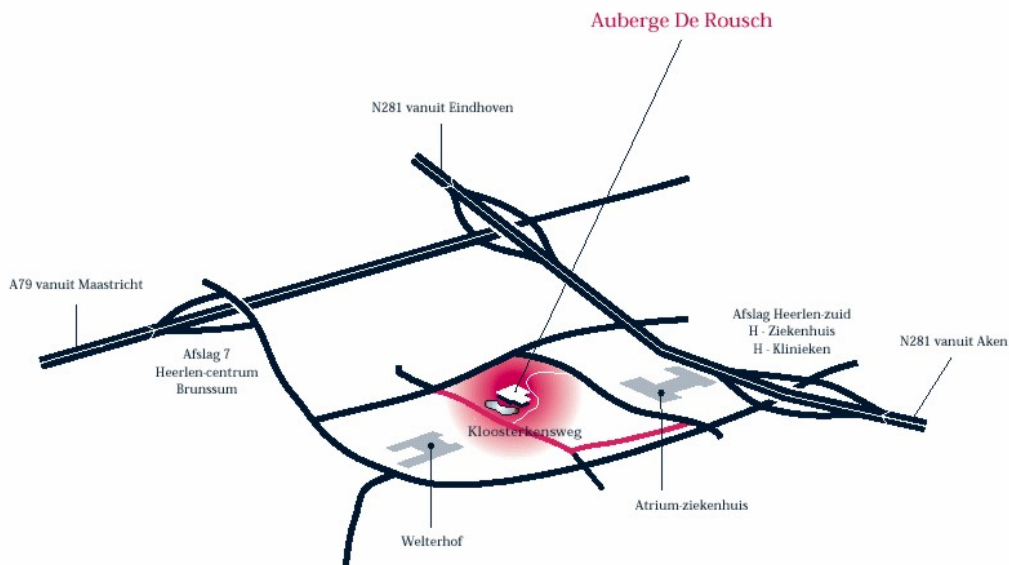 Auberge De Rousch
N281 vanuit Eindhoven
A79 vanuit Maastricht
Afslag Heerlen-zuid
H - Ziekenhuis
H - Klinieken
N281 vanuit Aken
Afslag 7
Heerlen-centrum
Brunssum
Kloosterkensweg
Atrium-ziekenhuis
Welterhof